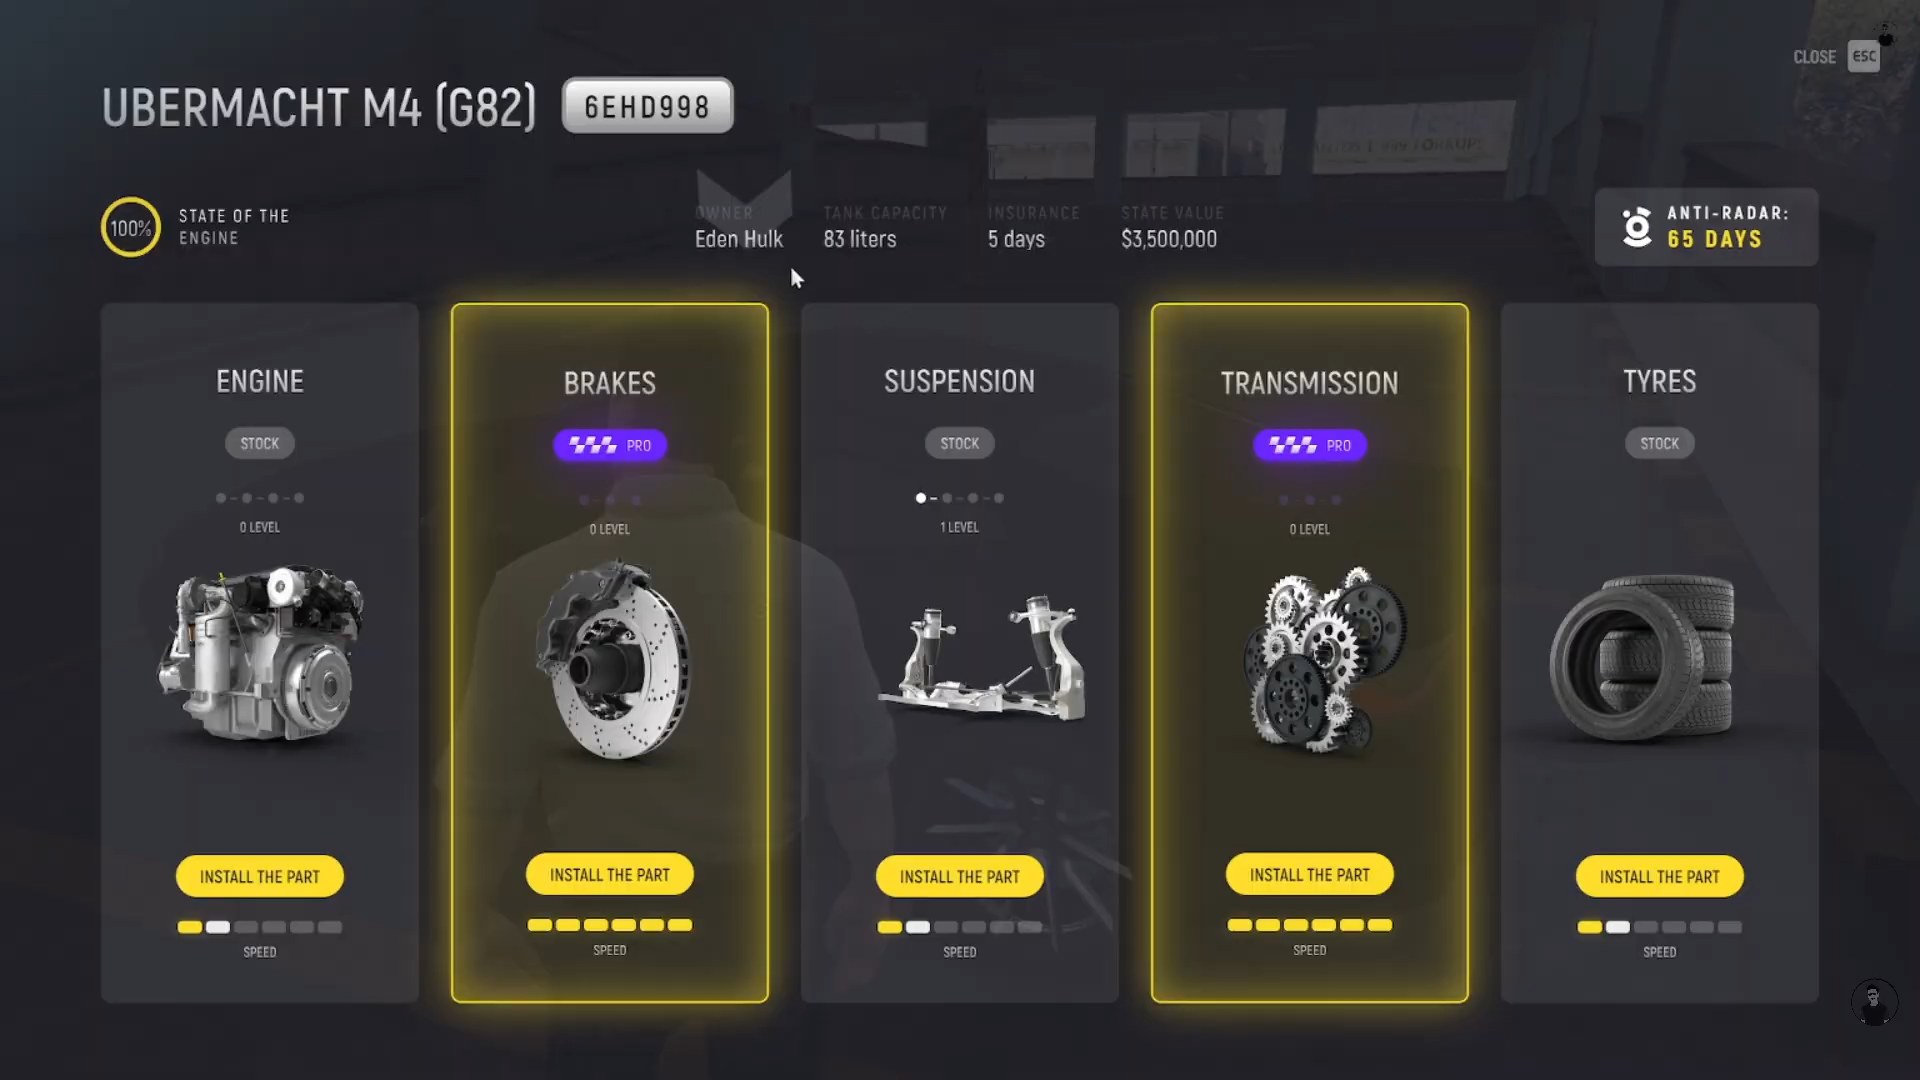 CLOSE ESC
UBERMACHT M4 (G82) 6EHD998
100%
STATE OF THE
ENGINE
OWNER
Eden Hulk
TANK CAPACITY
83 liters
INSURANCE
5 days
STATE VALUE
$3,500,000
ANTI-RADAR:
65 DAYS
ENGINE
STOCK
0 LEVEL
INSTALL THE PART
SPEED
BRAKES
PRO
0 LEVEL
INSTALL THE PART
SPEED
SUSPENSION
STOCK
1 LEVEL
INSTALL THE PART
SPEED
TRANSMISSION
PRO
0 LEVEL
INSTALL THE PART
SPEED
TYRES
STOCK
INSTALL THE PART
SPEED